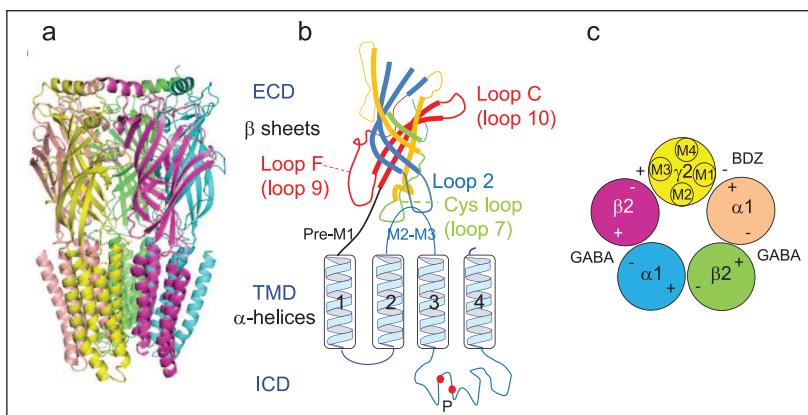 a
b
c
ECD
β sheets
Loop C
(loop 10)
Loop F
(loop 9)
Loop 2
Cys loop
(loop 7)
Pre-M1
M2-M3
TMD
α-helices
1
2
3
4
ICD
P
M4
M3
γ2
M1
M2
+
-
BDZ
-
β2
+
+
α1
-
GABA
GABA
-
α1
+
+
β2
-